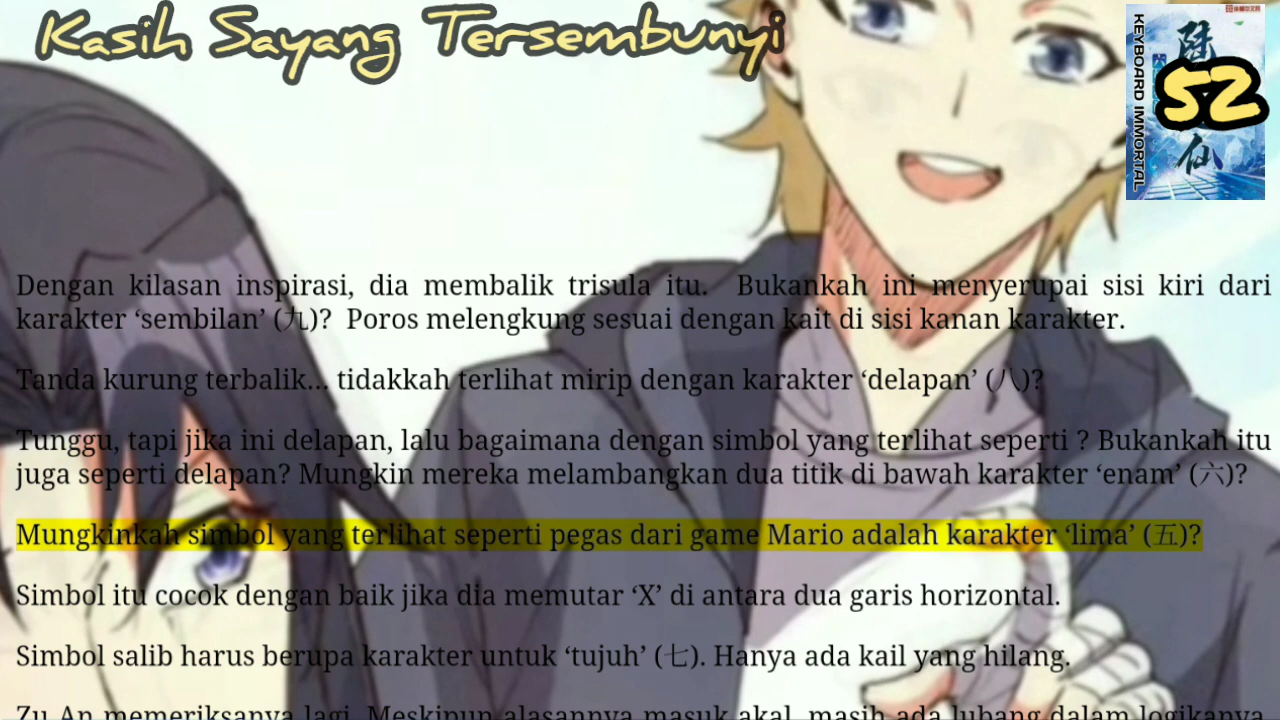 Kasih Sayang Tersembunyi
KEYBOARD IMMORTAL
陆
仙
52
Dengan kilasan inspirasi, dia membalik trisula itu. Bukankah ini menyerupai sisi kiri dari
karakter ‘sembilan’ (九)? Poros melengkung sesuai dengan kait di sisi kanan karakter.
Tanda kurung terbalik… tidakkah terlihat mirip dengan karakter ‘delapan’ (八)?
Tunggu, tapi jika ini delapan, lalu bagaimana dengan simbol yang terlihat seperti ? Bukankah itu
juga seperti delapan? Mungkin mereka melambangkan dua titik di bawah karakter ‘enam’ (六)?
Mungkinkah simbol yang terlihat seperti pegas dari game Mario adalah karakter ‘lima’ (五)?
Simbol itu cocok dengan baik jika dia memutar ‘X’ di antara dua garis horizontal.
Simbol salib harus berupa karakter untuk ‘tujuh’ (七). Hanya ada kail yang hilang.
Zu An memeriksanya lagi. Meskipun alasannya masuk akal, masih ada lubang dalam logikanya.